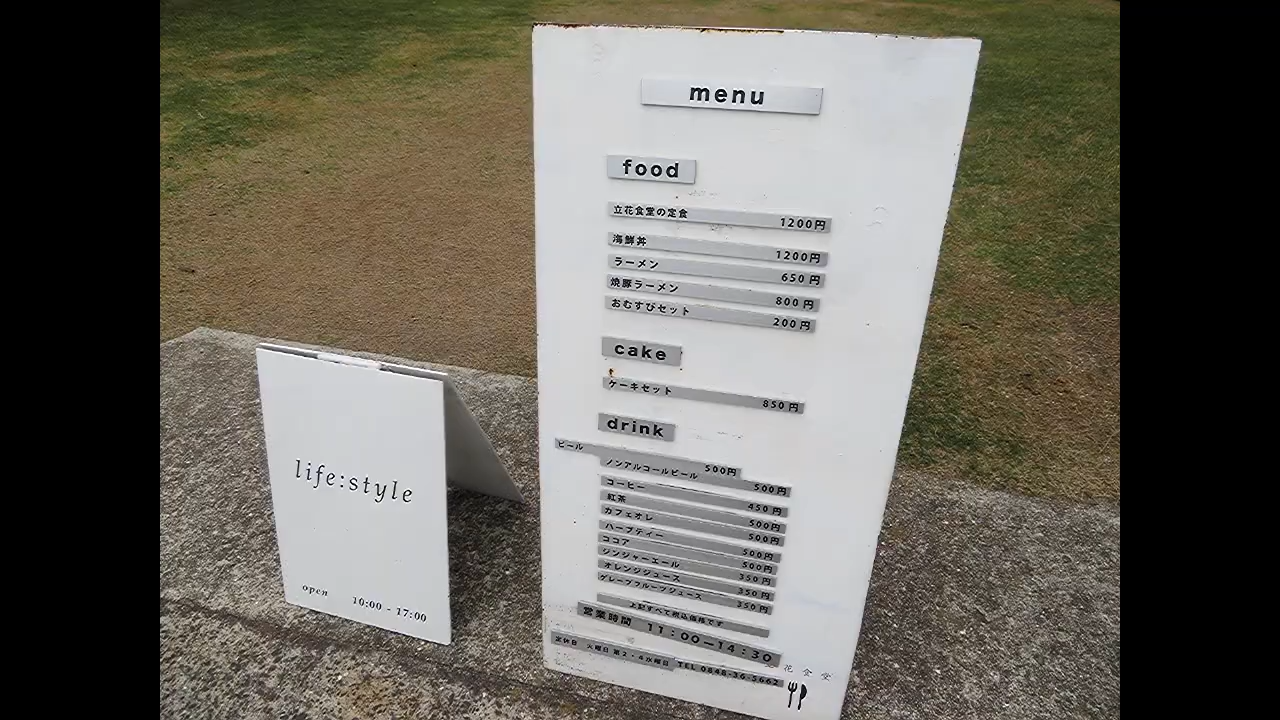 menu
food
立花食堂の定食 1200円
海鮮丼 1200円
ラーメン 650円
焼豚ラーメン 800円
おむすびセット 200円
cake
ケーキセット 850円
drink
ビール 500円
ノンアルコールビール 500円
コーヒー 450円
紅茶 500円
カフェオレ 500円
ハーブティー 500円
ココア 500円
ジンジャーエール 350円
オレンジジュース 350円
グレープフルーツジュース 350円
上記すべて税込価格です
営業時間 11:00ー14:30
定休日 火曜日 第2・4水曜日 TEL 0848-36-5662
花食堂
life:style
open 10:00 - 17:00